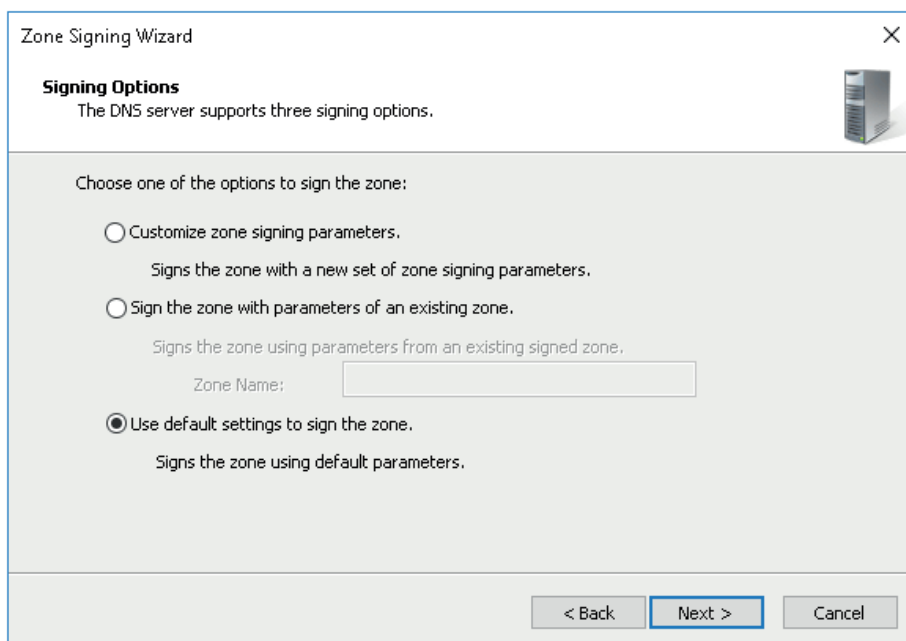 Zone Signing Wizard
Signing Options
The DNS server supports three signing options.
Choose one of the options to sign the zone:
Customize zone signing parameters.
Signs the zone with a new set of zone signing parameters.
Sign the zone with parameters of an existing zone.
Signs the zone using parameters from an existing signed zone.
Zone Name:
Use default settings to sign the zone.
Signs the zone using default parameters.
< Back Next > Cancel